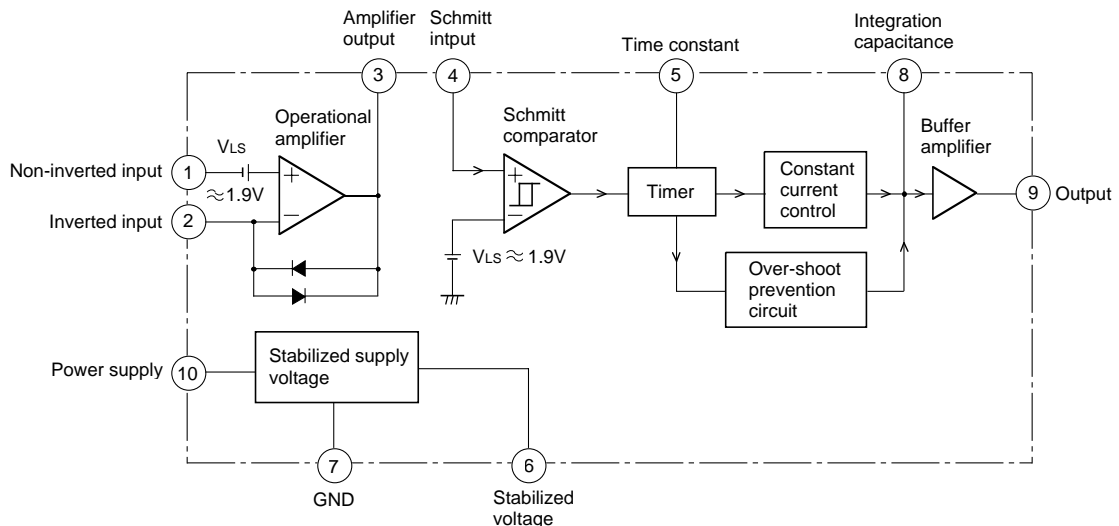 Amplifier
output
Schmitt
intput
Time constant
Integration
capacitance
3
4
5
8
Operational
amplifier
Schmitt
comparator
Buffer
amplifier
VLS
Non-inverted input
1
≈1.9V
+
−
+
−
Timer
Constant
current
control
9
Output
Inverted input
2
VLS ≈ 1.9V
Over-shoot
prevention
circuit
Power supply
10
Stabilized supply
voltage
7
6
GND
Stabilized
voltage